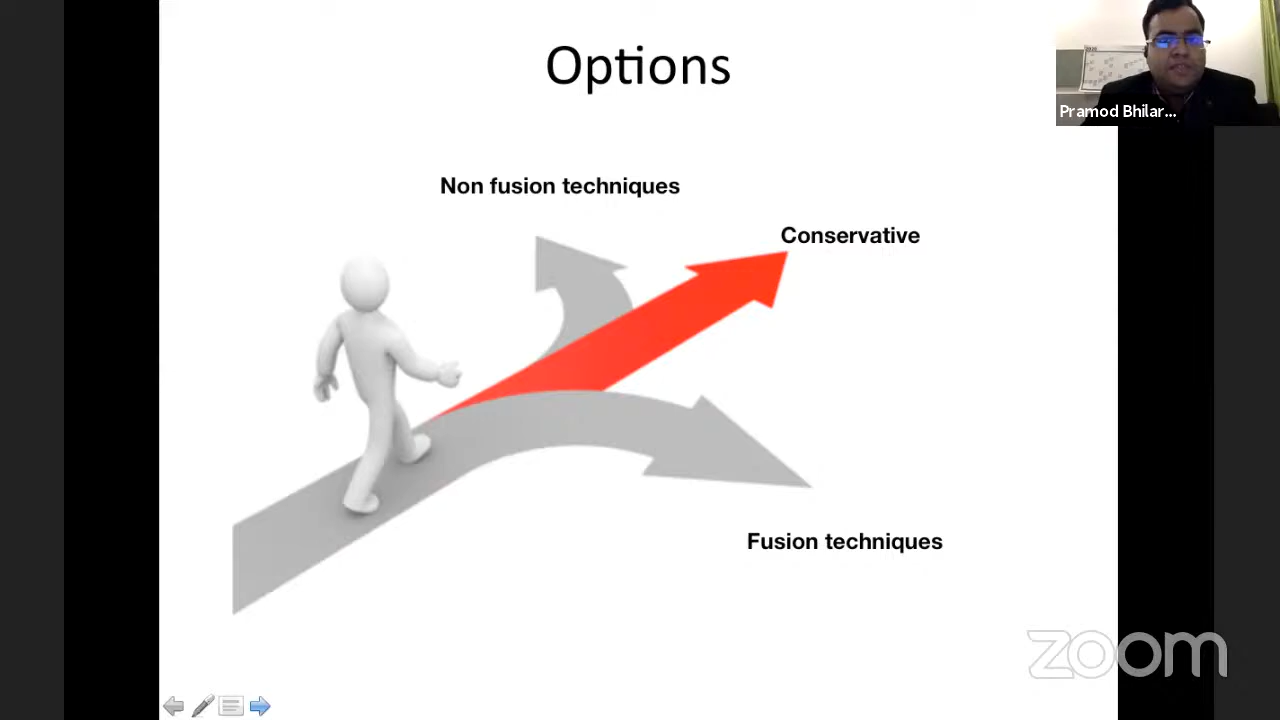 Options
Pramod Bhilar...
Non fusion techniques
Conservative
Fusion techniques
zoom